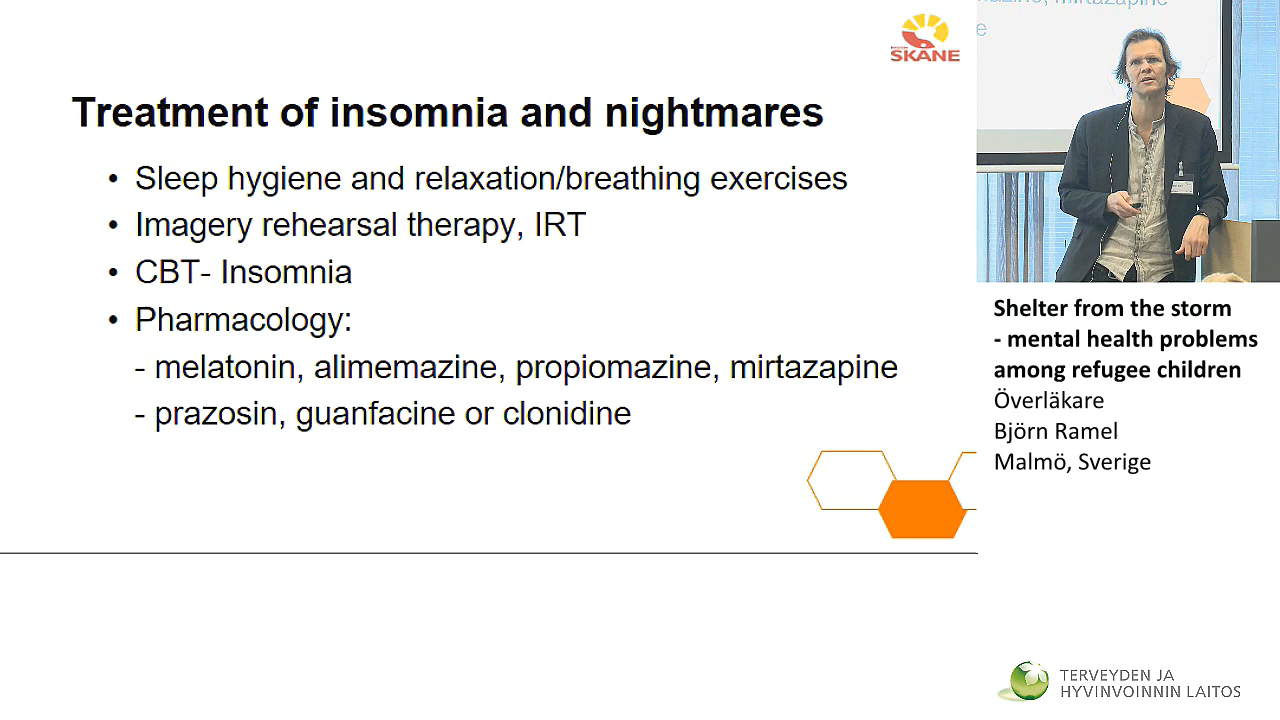 SKÅNE
Treatment of insomnia and nightmares
• Sleep hygiene and relaxation/breathing exercises
• Imagery rehearsal therapy, IRT
• CBT- Insomnia
• Pharmacology:
- melatonin, alimemazine, propiomazine, mirtazapine
- prazosin, guanfacine or clonidine
mirtazapine
Shelter from the storm
- mental health problems
among refugee children
Överläkare
Björn Ramel
Malmö, Sverige
TERVEYDEN JA
HYVINVOINNIN LAITOS